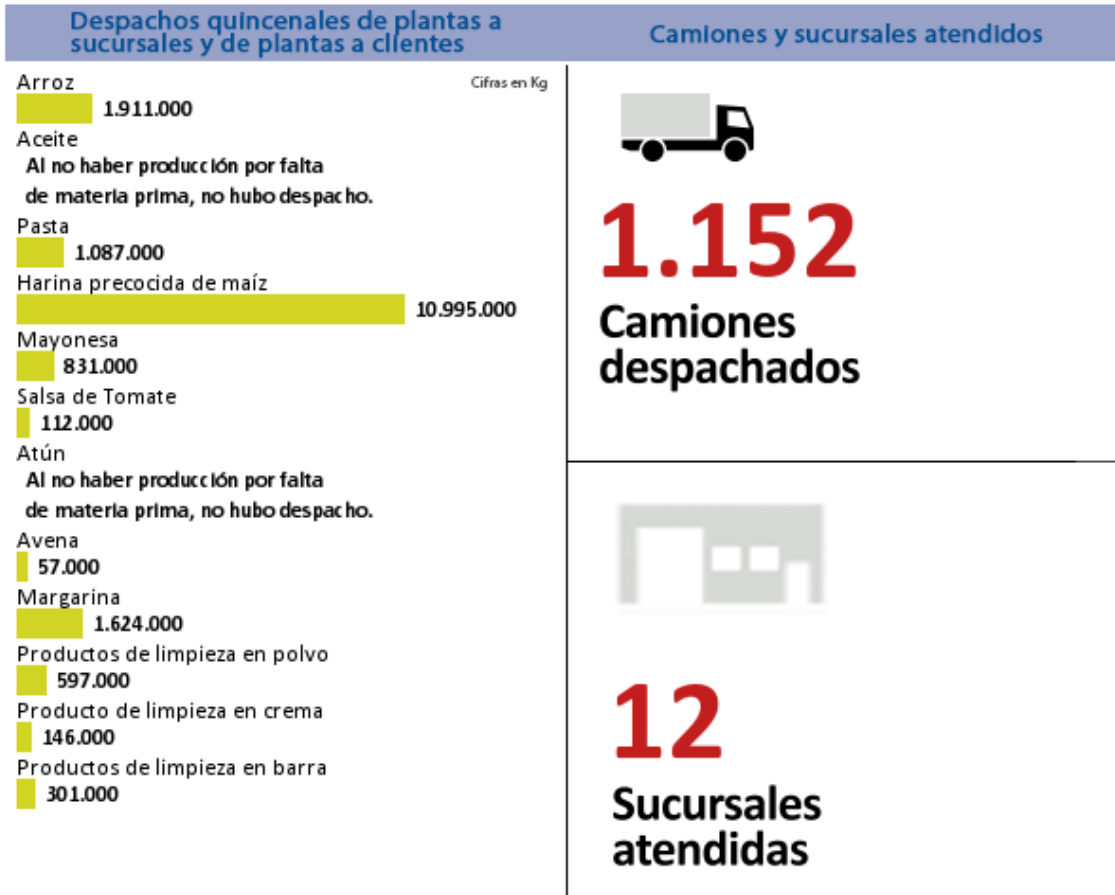 Despachos quincenales de plantas a
sucursales y de plantas a clientes
Cifras en Kg
Arroz
1.911.000
Aceite
Al no haber producción por falta
de materia prima, no hubo despacho.
Pasta
1.087.000
Harina precocida de maíz
10.995.000
Mayonesa
831.000
Salsa de Tomate
112.000
Atún
Al no haber producción por falta
de materia prima, no hubo despacho.
Avena
57.000
Margarina
1.624.000
Productos de limpieza en polvo
597.000
Producto de limpieza en crema
146.000
Productos de limpieza en barra
301.000
Camiones y sucursales atendidos
1.152
Camiones
despachados
12
Sucursales
atendidas